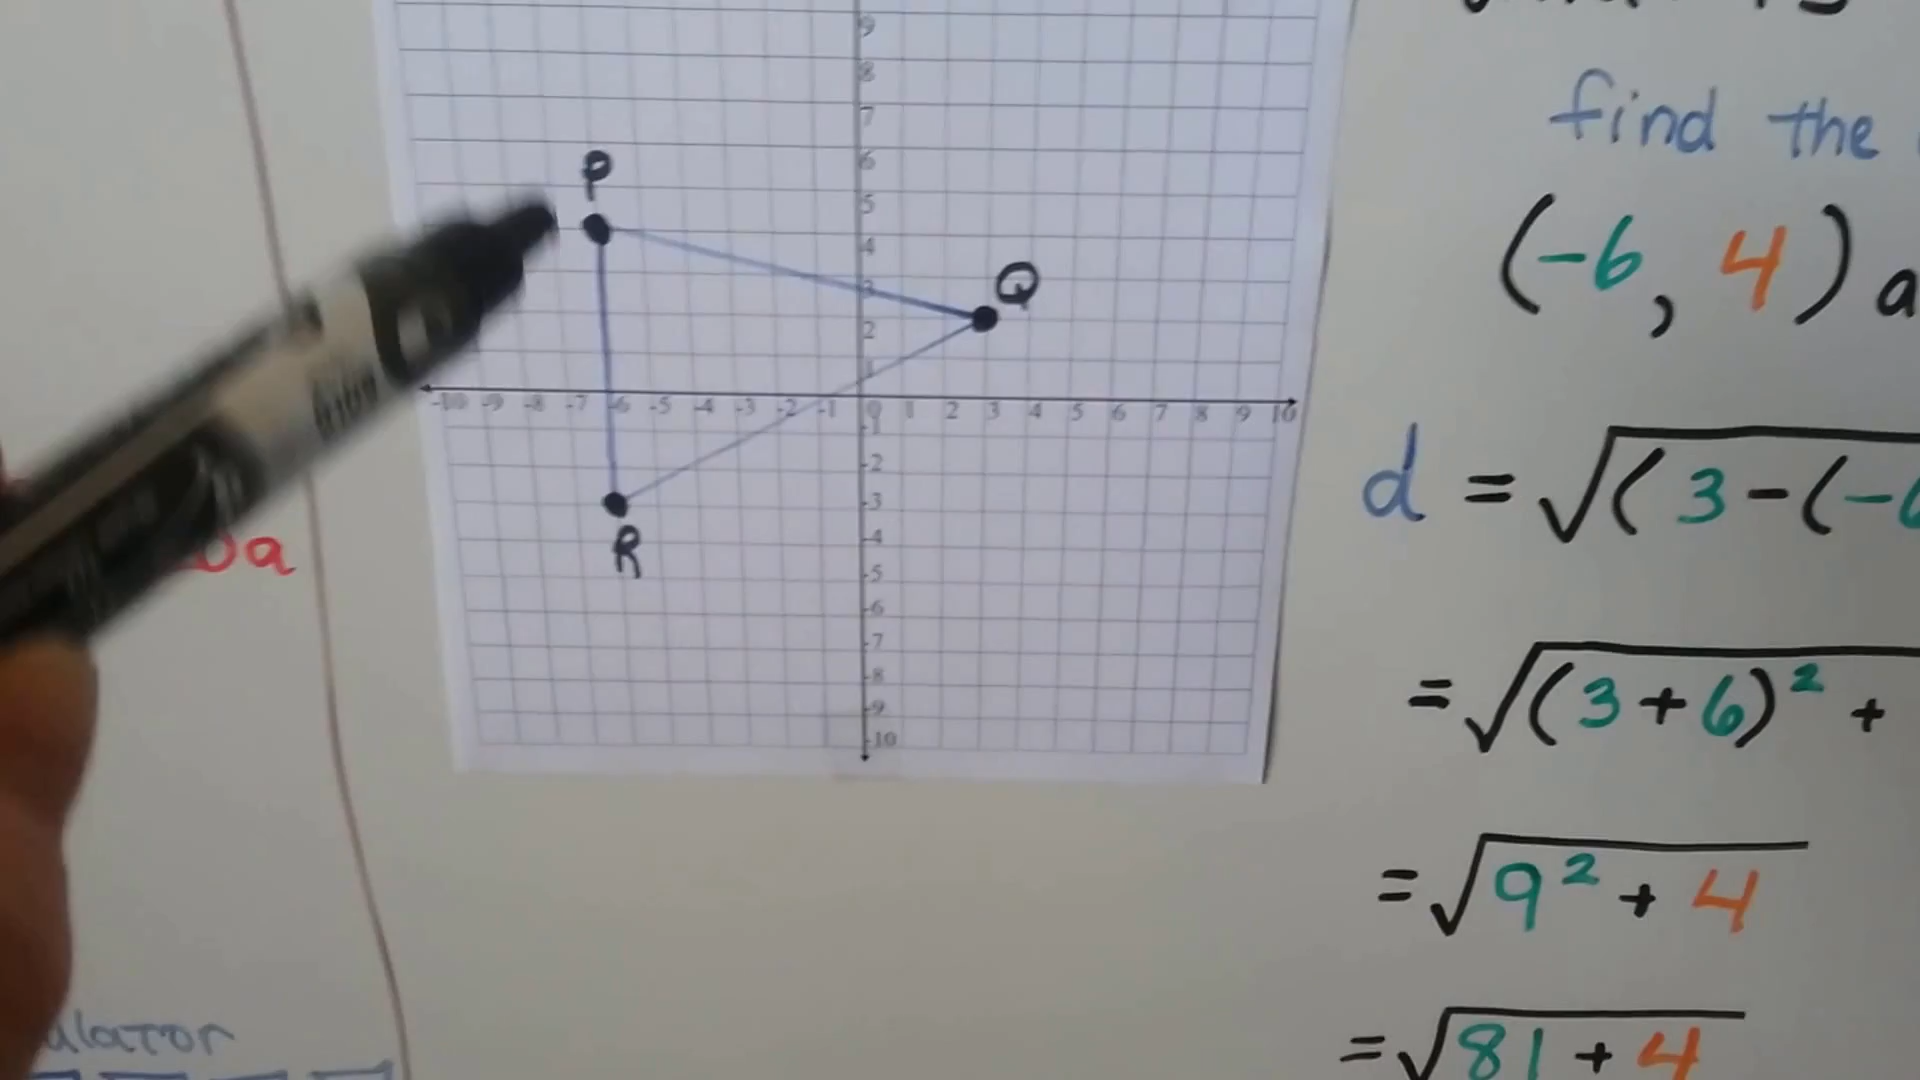 find the
(-6, 4)
d = √( 3-(-6
= √(3+6)² +
= √9² + 4
= √81 + 4
P
Q
R
9
8
7
6
5
4
3
2
1
-10 -9 -8 -7 -6 -5 -4 -3 -2 -1 0 1 2 3 4 5 6 7 8 9 10
-1
-2
-3
-4
-5
-6
-7
-8
-9
-10